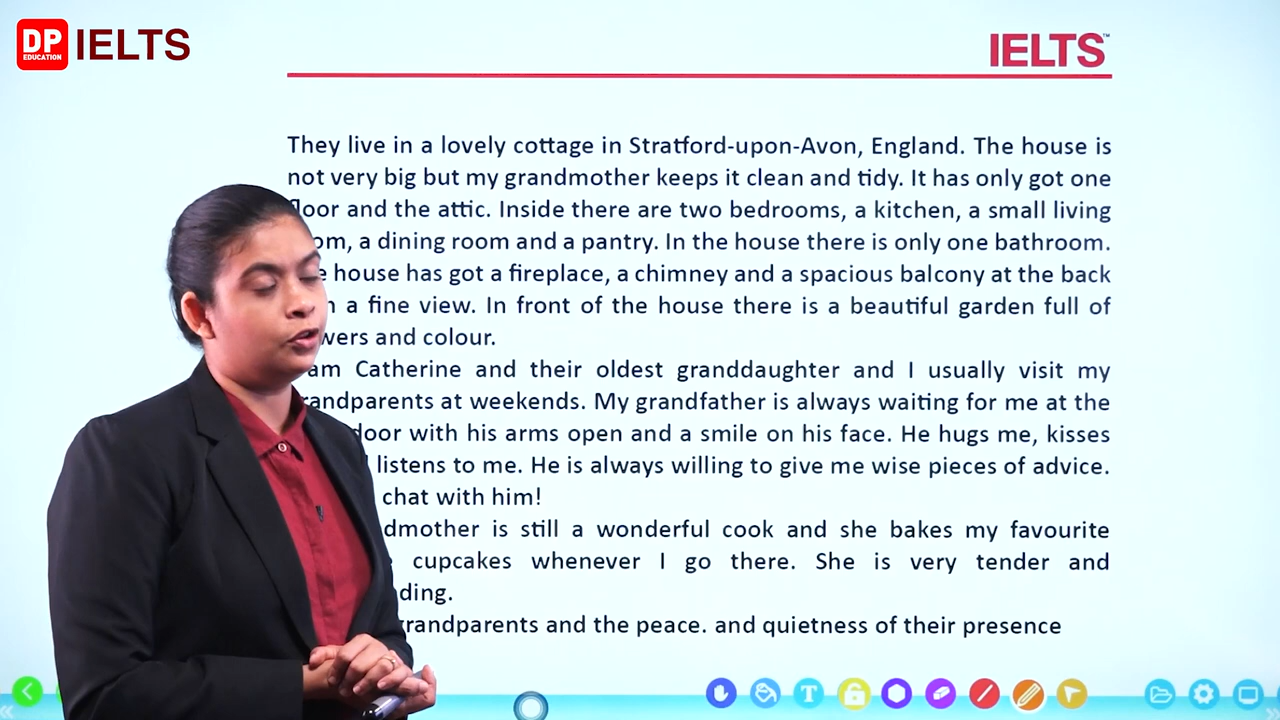 DP
EDUCATION
IELTS
IELTS™
They live in a lovely cottage in Stratford-upon-Avon, England. The house is
not very big but my grandmother keeps it clean and tidy. It has only got one
floor and the attic. Inside there are two bedrooms, a kitchen, a small living
a dining room and a pantry. In the house there is only one bathroom.
house has got a fireplace, a chimney and a spacious balcony at the back
a fine view. In front of the house there is a beautiful garden full of
and colour.
am Catherine and their oldest granddaughter and I usually visit my
grandparents at weekends. My grandfather is always waiting for me at the
door with his arms open and a smile on his face. He hugs me, kisses
listens to me. He is always willing to give me wise pieces of advice.
chat with him!
is still a wonderful cook and she bakes my favourite
cupcakes whenever I go there. She is very tender and
grandparents and the peace. and quietness of their presence